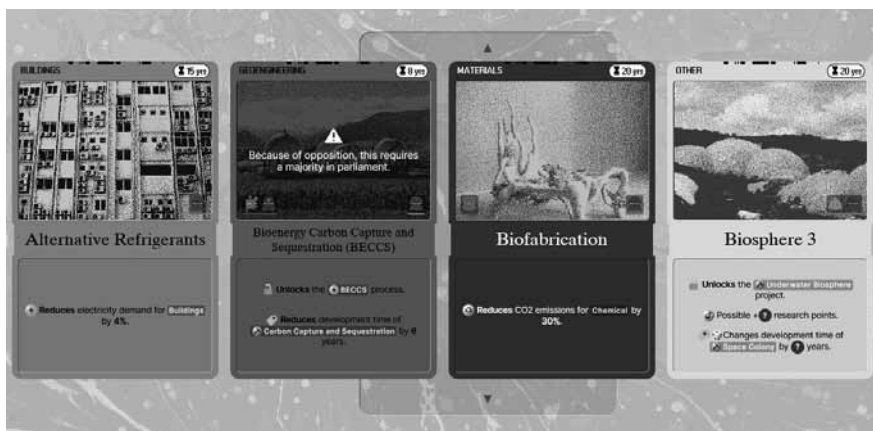 BUILDINGS
15 yrs
Alternative Refrigerants
Reduces electricity demand for Buildings
by 4%.
GEOENGINEERING
8 yrs
Because of opposition, this requires
a majority in parliament.
Bioenergy Carbon Capture and
Sequestration (BECCS)
Unlocks the BECCS process.
Reduces development time of
Carbon Capture and Sequestration by
years.
MATERIALS
20 yrs
Biofabrication
Reduces CO2 emissions for Chemical by
30%.
OTHER
20 yrs
Biosphere 3
Unlocks the Underwater Biosphere
project.
Possible +? research points.
Changes development time of
Space Colony by ? years.